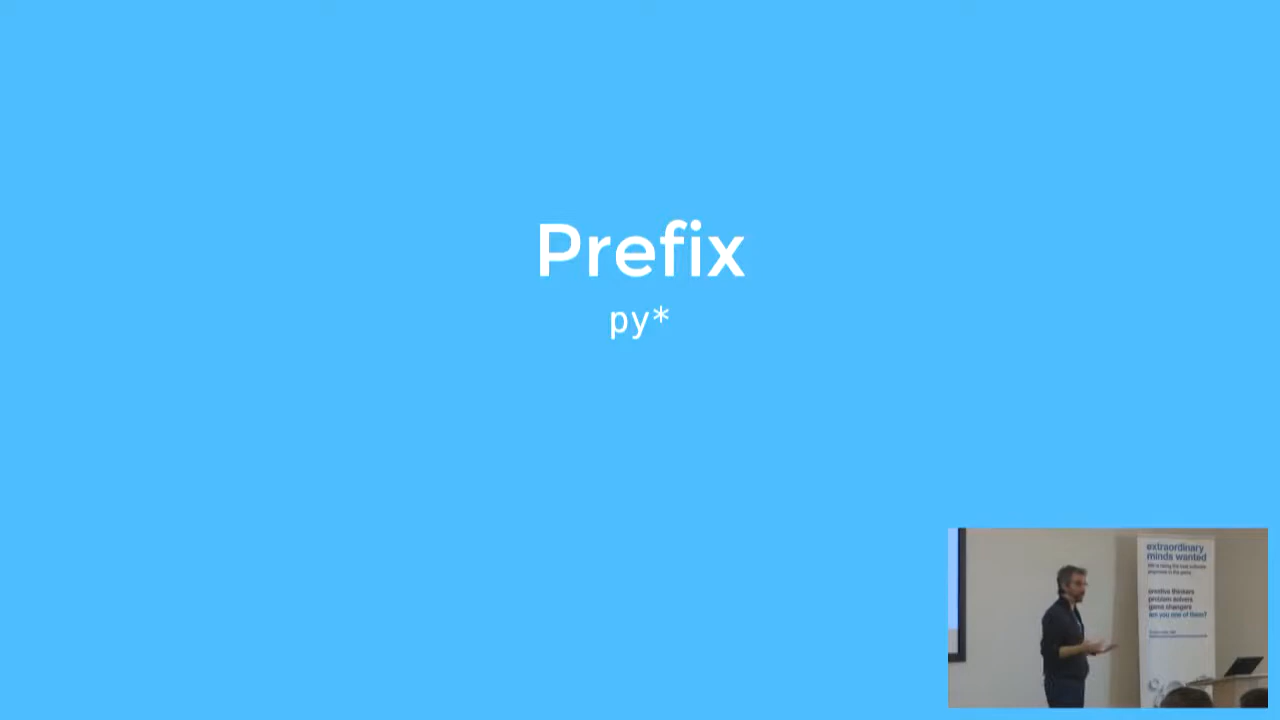 Prefix
py*
extraordinary
minds wanted
creative thinkers
problem solvers
game changers
are you one of them?